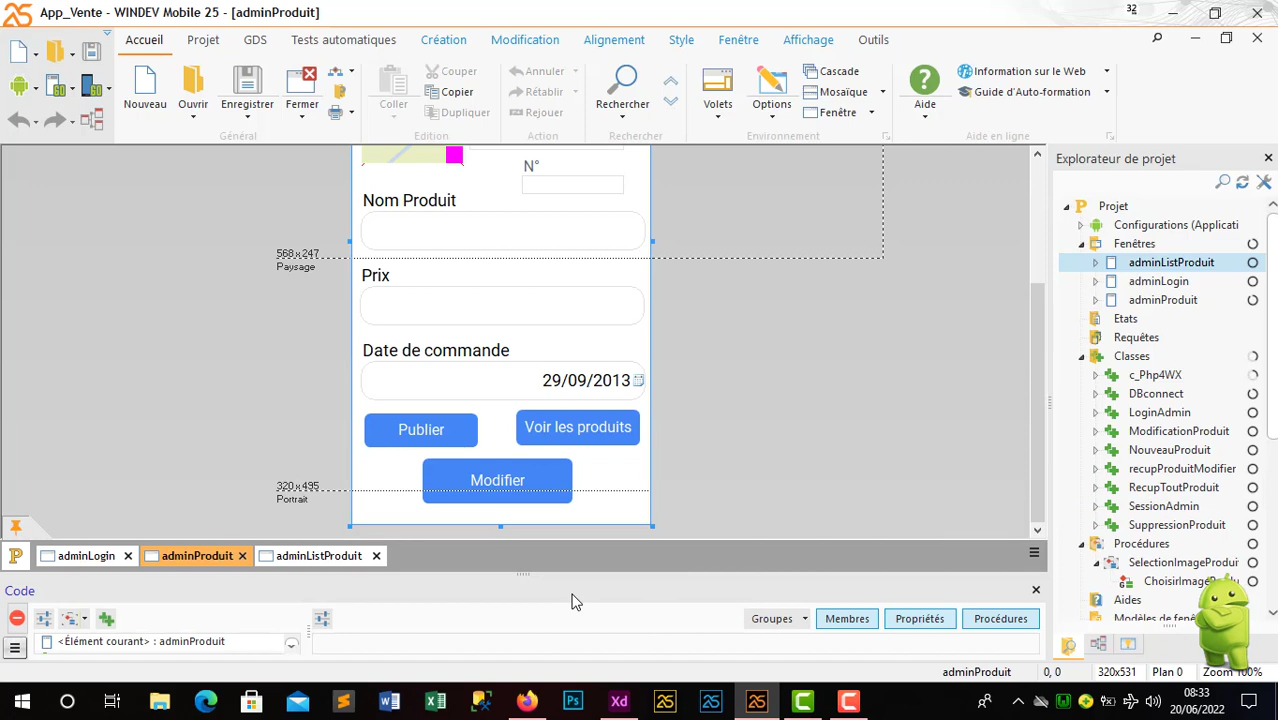 App_Vente - WINDEV Mobile 25 - [adminProduit]
32
Accueil Projet GDS Tests automatiques Création Modification Alignement Style Fenêtre Affichage Outils
Nouveau Ouvrir Enregistrer Fermer
Général
Coller Couper Copier Dupliquer
Edition
Annuler Rétablir Rejouer
Action
Rechercher
Rechercher
Volets Options Cascade Mosaïque Fenêtre
Environnement
Aide Information sur le Web Guide d'Auto-formation
Aide en ligne
N°
Nom Produit
568x247
Paysage
Prix
Date de commande
29/09/2013
Publier Voir les produits
Modifier
320x495
Portrait
Explorateur de projet
Projet
Configurations (Applicati
Fenêtres
adminListProduit
adminLogin
adminProduit
Etats
Requêtes
Classes
c_Php4WX
DBconnect
LoginAdmin
ModificationProduit
NouveauProduit
recupProduitModifier
RecupToutProduit
SessionAdmin
SuppressionProduit
Procédures
SelectionImageProdui
Aides
adminLogin adminProduit adminListProduit
Code
Groupes Membres Propriétés Procédures
<Élément courant> : adminProduit
adminProduit 0, 0 320x531 Plan 0 Zoom 100%
08:33
20/06/2022